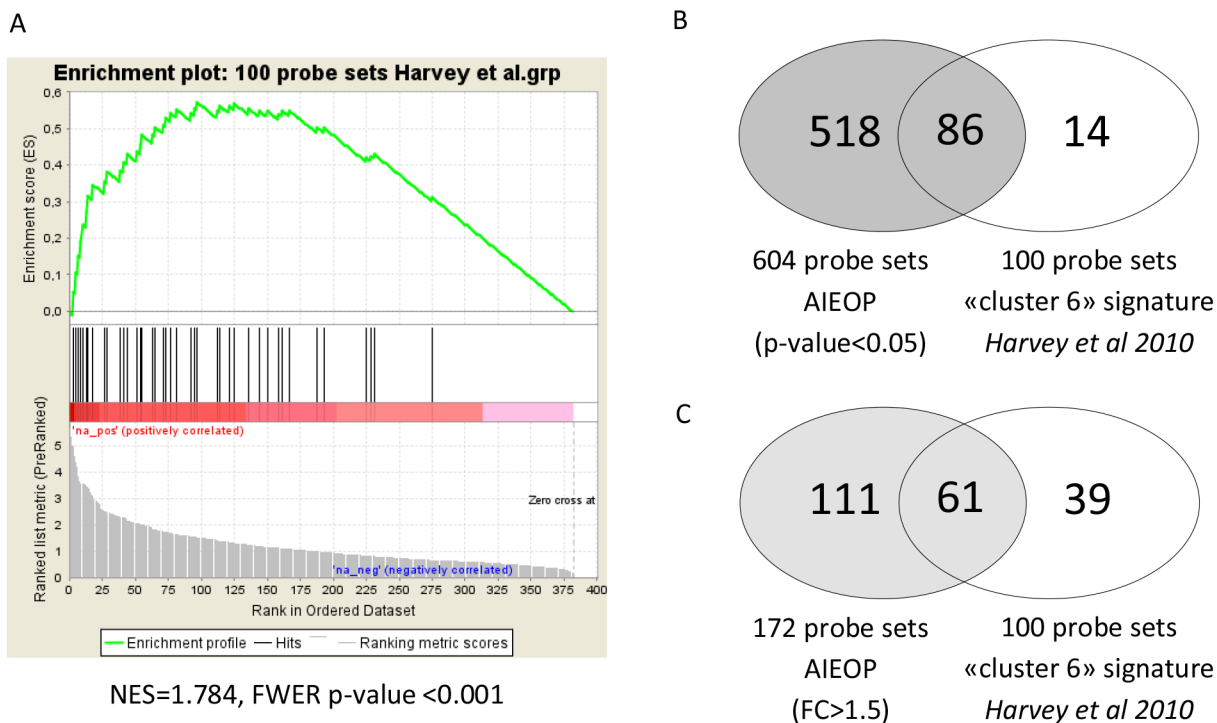 A
Enrichment plot: 100 probe sets Harvey et al.grp
Enrichment score (ES)
0,6
0,5
0,4
0,3
0,2
0,1
0,0
'na_pos' (positively correlated)
Ranked list metric (PreRanked)
5
4
3
2
1
0
Zero cross at
'na_neg' (negatively correlated)
0 25 50 75 100 125 150 175 200 225 250 275 300 325 350 375 400
Rank in Ordered Dataset
Enrichment profile Hits Ranking metric scores
NES=1.784, FWER p-value <0.001
B
518 86 14
604 probe sets
AIEOP
(p-value<0.05)
100 probe sets
«cluster 6» signature
Harvey et al 2010
C
111 61 39
172 probe sets
AIEOP
(FC>1.5)
100 probe sets
«cluster 6» signature
Harvey et al 2010